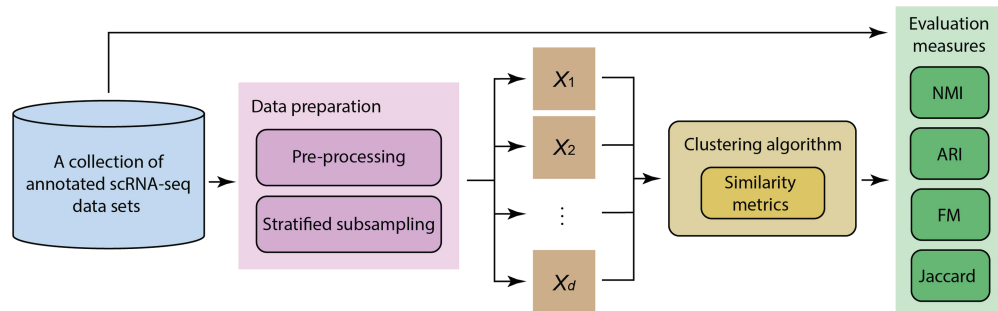 A collection of
annotated scRNA-seq
data sets
Data preparation
Pre-processing
Stratified subsampling
X1
X2
⋮
Xd
Clustering algorithm
Similarity
metrics
Evaluation
measures
NMI
ARI
FM
Jaccard